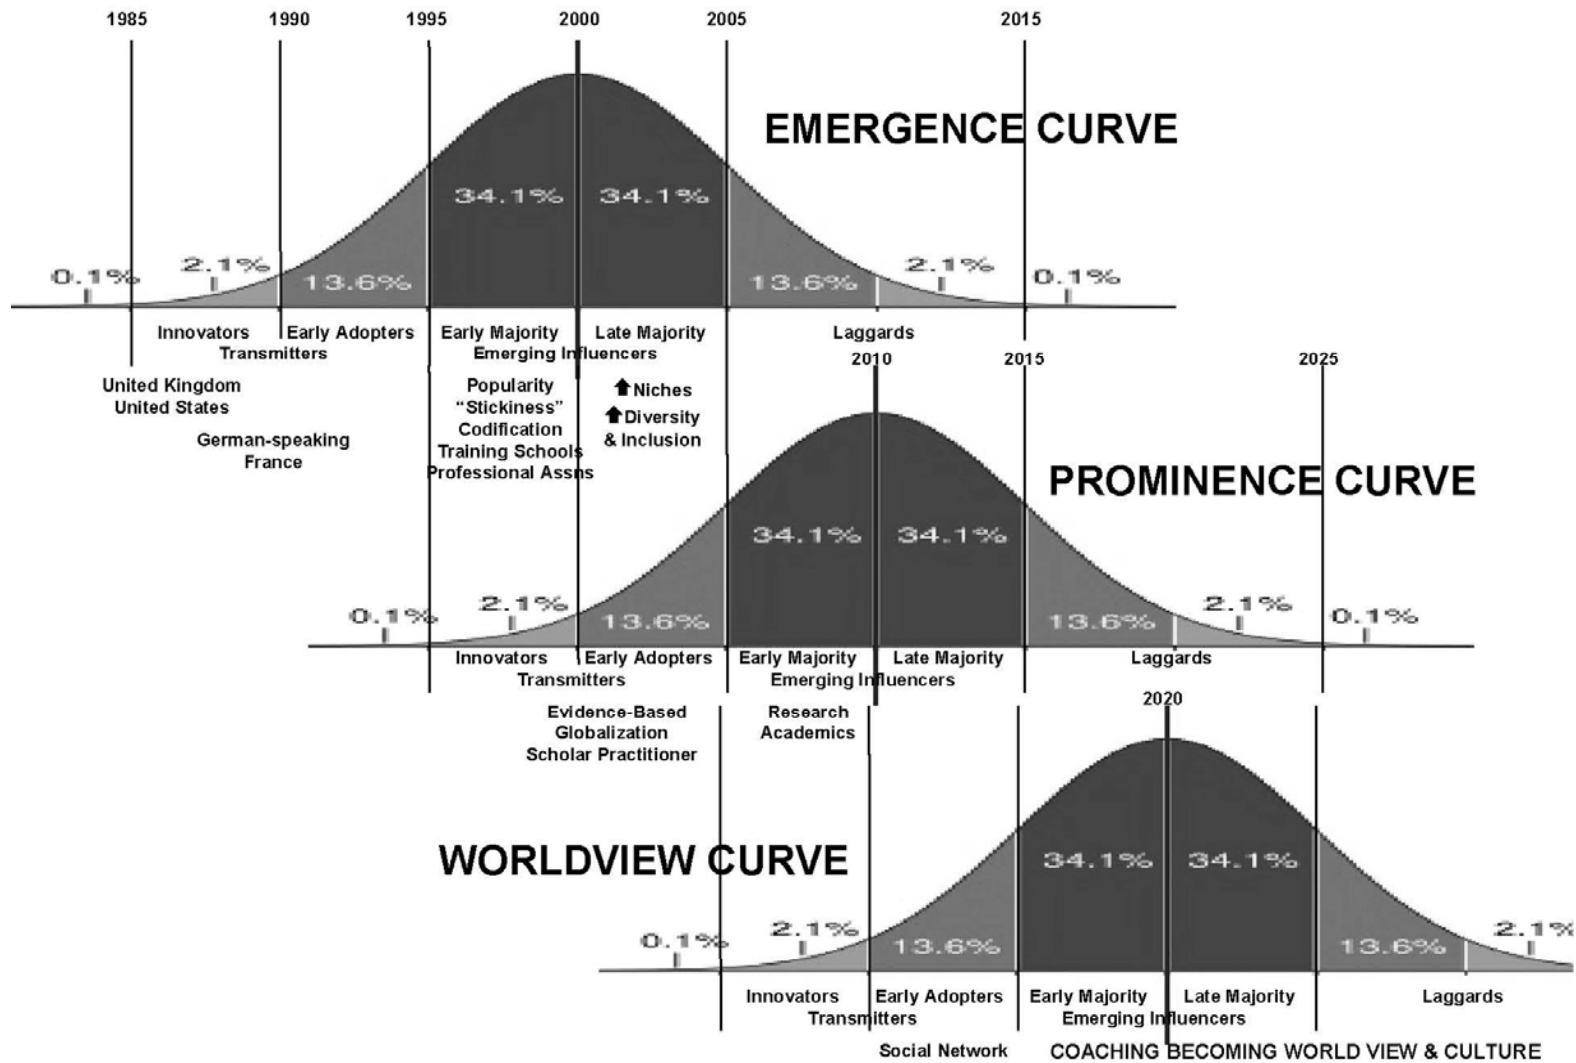 1985 1990 1995 2000 2005 2015
EMERGENCE CURVE
34.1% 34.1%
0.1% 2.1% 13.6% 13.6% 2.1% 0.1%
Innovators Early Adopters Early Majority Late Majority Laggards
Transmitters Emerging Influencers
2010 2015 2025
United Kingdom
United States
German-speaking
France
Popularity
“Stickiness”
Codification
Training Schools
Professional Assns
Niches
Diversity
& Inclusion
PROMINENCE CURVE
34.1% 34.1%
0.1% 2.1% 13.6% 13.6% 2.1% 0.1%
Innovators Early Adopters Early Majority Late Majority Laggards
Transmitters Emerging Influencers
2020
Evidence-Based
Globalization
Scholar Practitioner
Research
Academics
WORLDVIEW CURVE
34.1% 34.1%
0.1% 2.1% 13.6% 13.6% 2.1%
Innovators Early Adopters Early Majority Late Majority Laggards
Transmitters Emerging Influencers
Social Network COACHING BECOMING WORLD VIEW & CULTURE